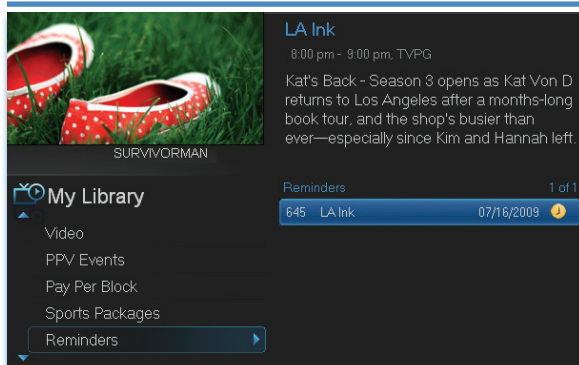 LA Ink
8:00 pm - 9:00 pm, TVPG
Kat's Back - Season 3 opens as Kat Von D
returns to Los Angeles after a months-long
book tour, and the shop's busier than
ever—especially since Kim and Hannah left.
SURVIVORMAN
My Library
Video
PPV Events
Pay Per Block
Sports Packages
Reminders
Reminders 1 of 1
645 LA Ink 07/16/2009